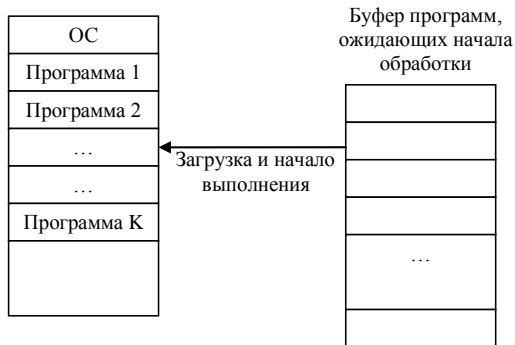 ОС
Программа 1
Программа 2
…
…
Программа K
Загрузка и начало
выполнения
Буфер программ,
ожидающих начала
обработки
…